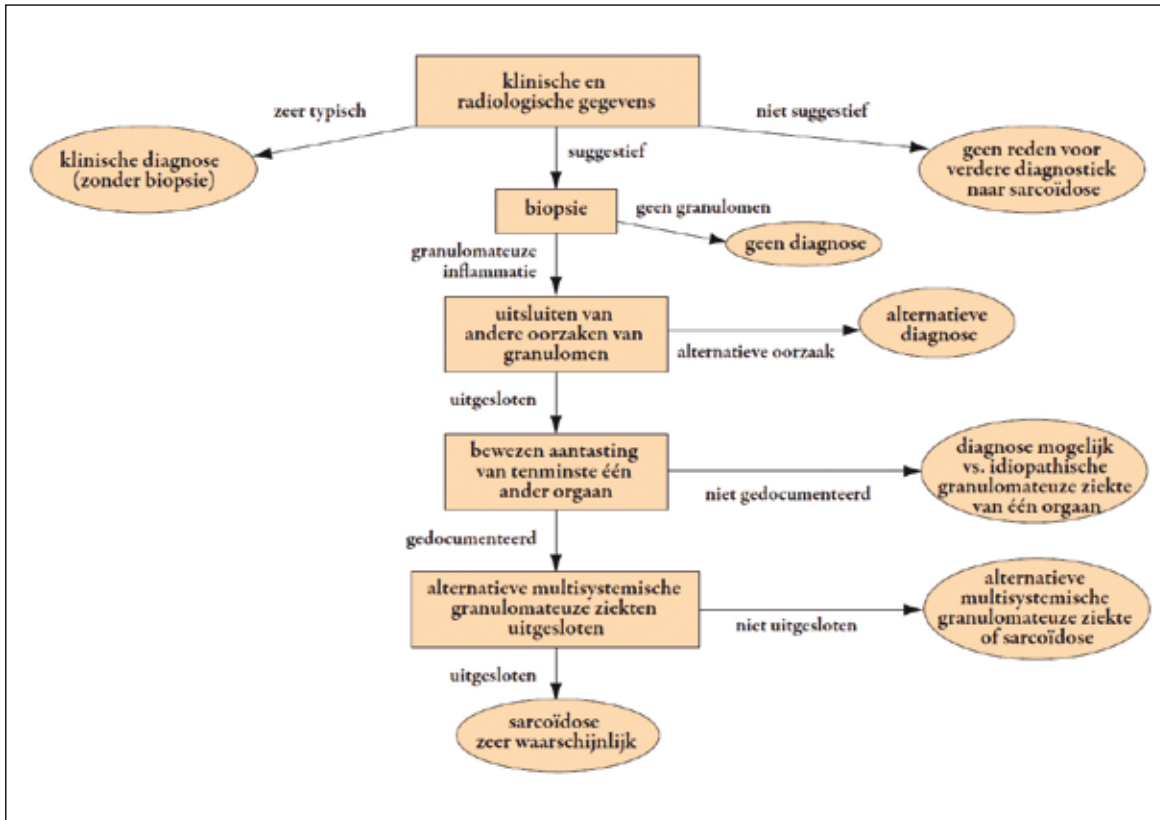 klinische en
radiologische gegevens
zeer typisch
niet suggestief
klinische diagnose
(zonder biopsie)
suggestief
geen reden voor
verdere diagnostiek
naar sarcoïdose
biopsie
geen granulomen
geen diagnose
granulomateuze
inflammatie
uitsluiten van
andere oorzaken van
granulomen
alternatieve oorzaak
alternatieve
diagnose
uitgesloten
bewezen aantasting
van tenminste één
ander orgaan
niet gedocumenteerd
diagnose mogelijk
vs. idiopathische
granulomateuze ziekte
van één orgaan
gedocumenteerd
alternatieve multisystemische
granulomateuze ziekten
uitgesloten
niet uitgesloten
alternatieve
multisystemische
granulomateuze ziekte
of sarcoïdose
uitgesloten
sarcoïdose
zeer waarschijnlijk